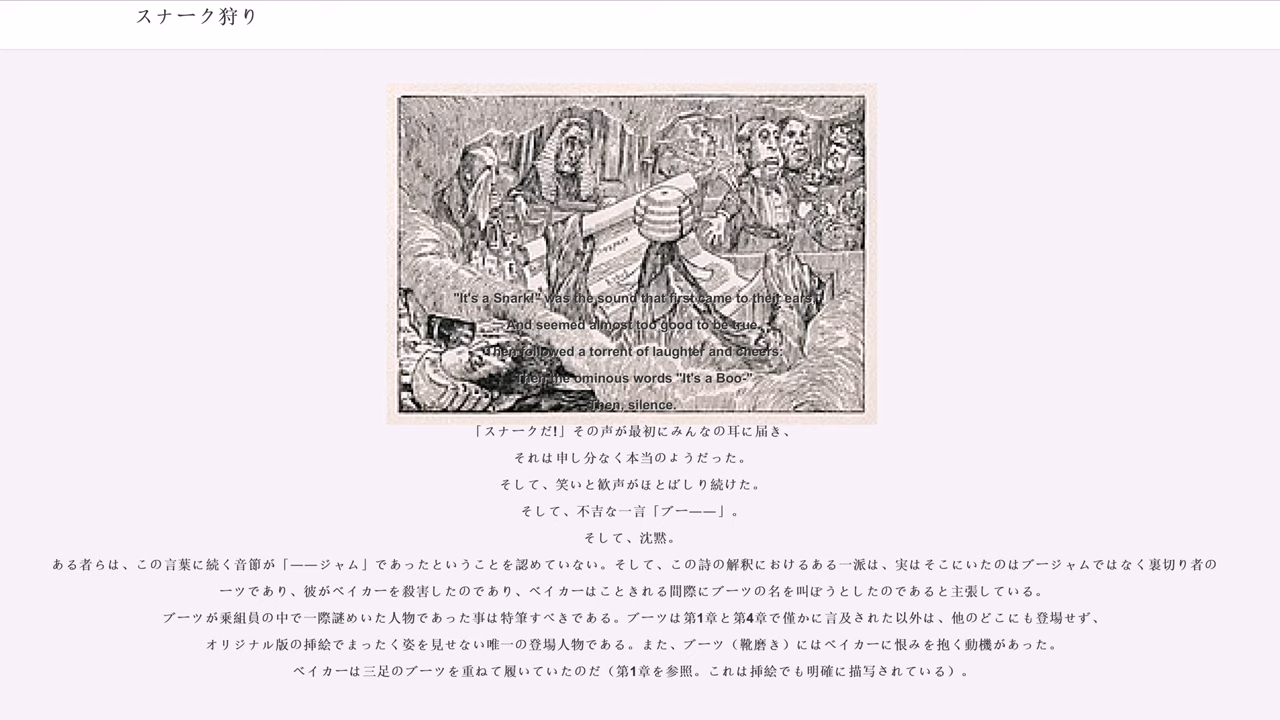 スナーク狩り
"It's a Snark!" was the sound that first came to their ears,
And seemed almost too good to be true.
Then followed a torrent of laughter and cheers:
Then the ominous words "It's a Boo-"
Then, silence.
「スナークだ!」その声が最初にみんなの耳に届き、
それは申し分なく本当のようだった。
そして、笑いと歓声がほとばしり続けた。
そして、不吉な一言「ブー――」。
そして、沈黙。
ある者らは、この言葉に続く音節が「――ジャム」であったということを認めていない。そして、この詩の解釈におけるある一派は、実はそこにいたのはブージャムではなく裏切り者の
ーツであり、彼がベイカーを殺害したのであり、ベイカーはこときれる間際にブーツの名を叫ぼうとしたのであると主張している。
ブーツが乗組員の中で一際謎めいた人物であった事は特筆すべきである。ブーツは第1章と第4章で僅かに言及された以外は、他のどこにも登場せず、
オリジナル版の挿絵でまったく姿を見せない唯一の登場人物である。また、ブーツ（靴磨き）にはベイカーに恨みを抱く動機があった。
ベイカーは三足のブーツを重ねて履いていたのだ（第1章を参照。これは挿絵でも明確に描写されている）。